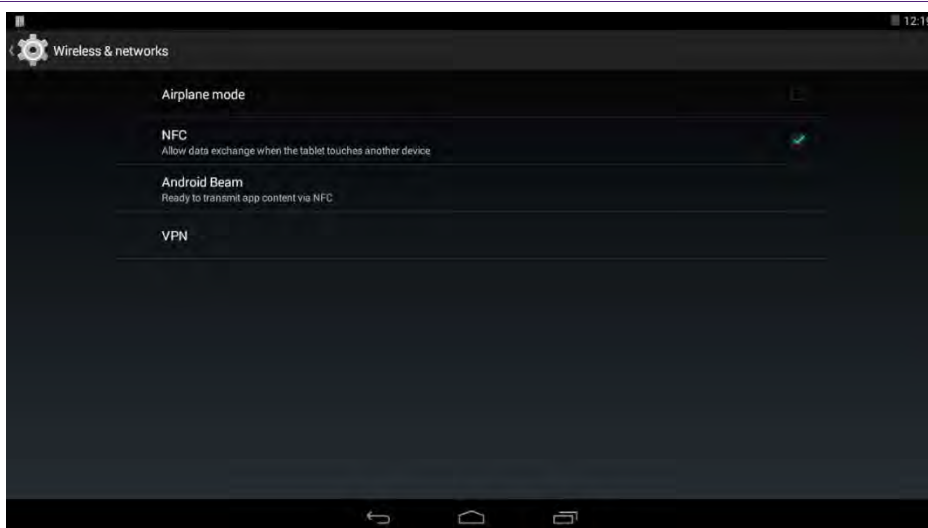 12:19
Wireless & networks
Airplane mode
NFC
Allow data exchange when the tablet touches another device
Android Beam
Ready to transmit app content via NFC
VPN